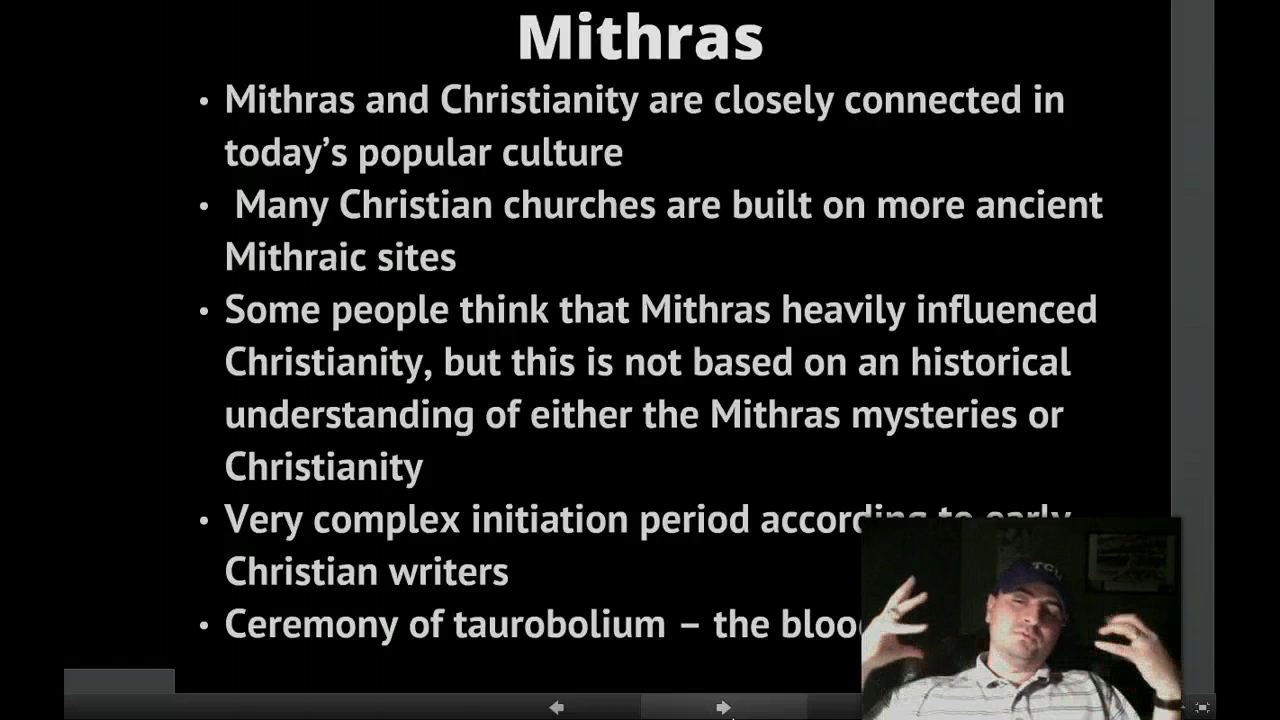 Mithras
• Mithras and Christianity are closely connected in
today’s popular culture
• Many Christian churches are built on more ancient
Mithraic sites
• Some people think that Mithras heavily influenced
Christianity, but this is not based on an historical
understanding of either the Mithras mysteries or
Christianity
• Very complex initiation period according to early
Christian writers
• Ceremony of taurobolium – the
TCU